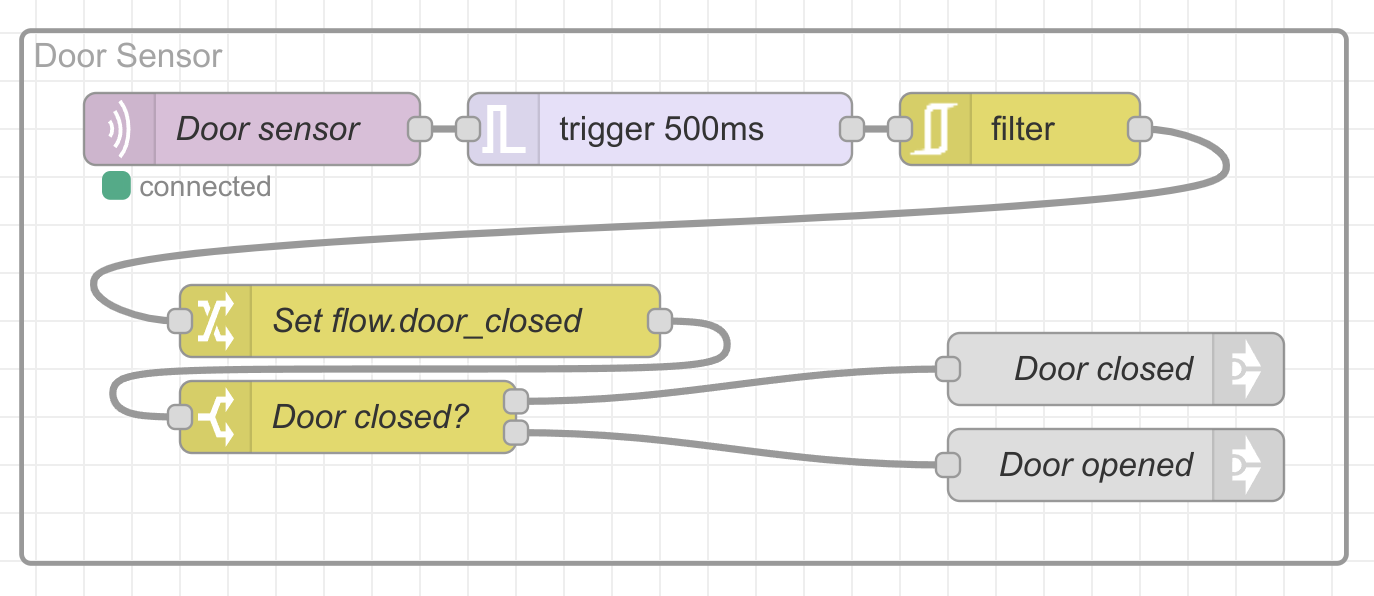 Door Sensor
Door sensor
trigger 500ms
filter
connected
Set flow.door_closed
Door closed?
Door closed
Door opened